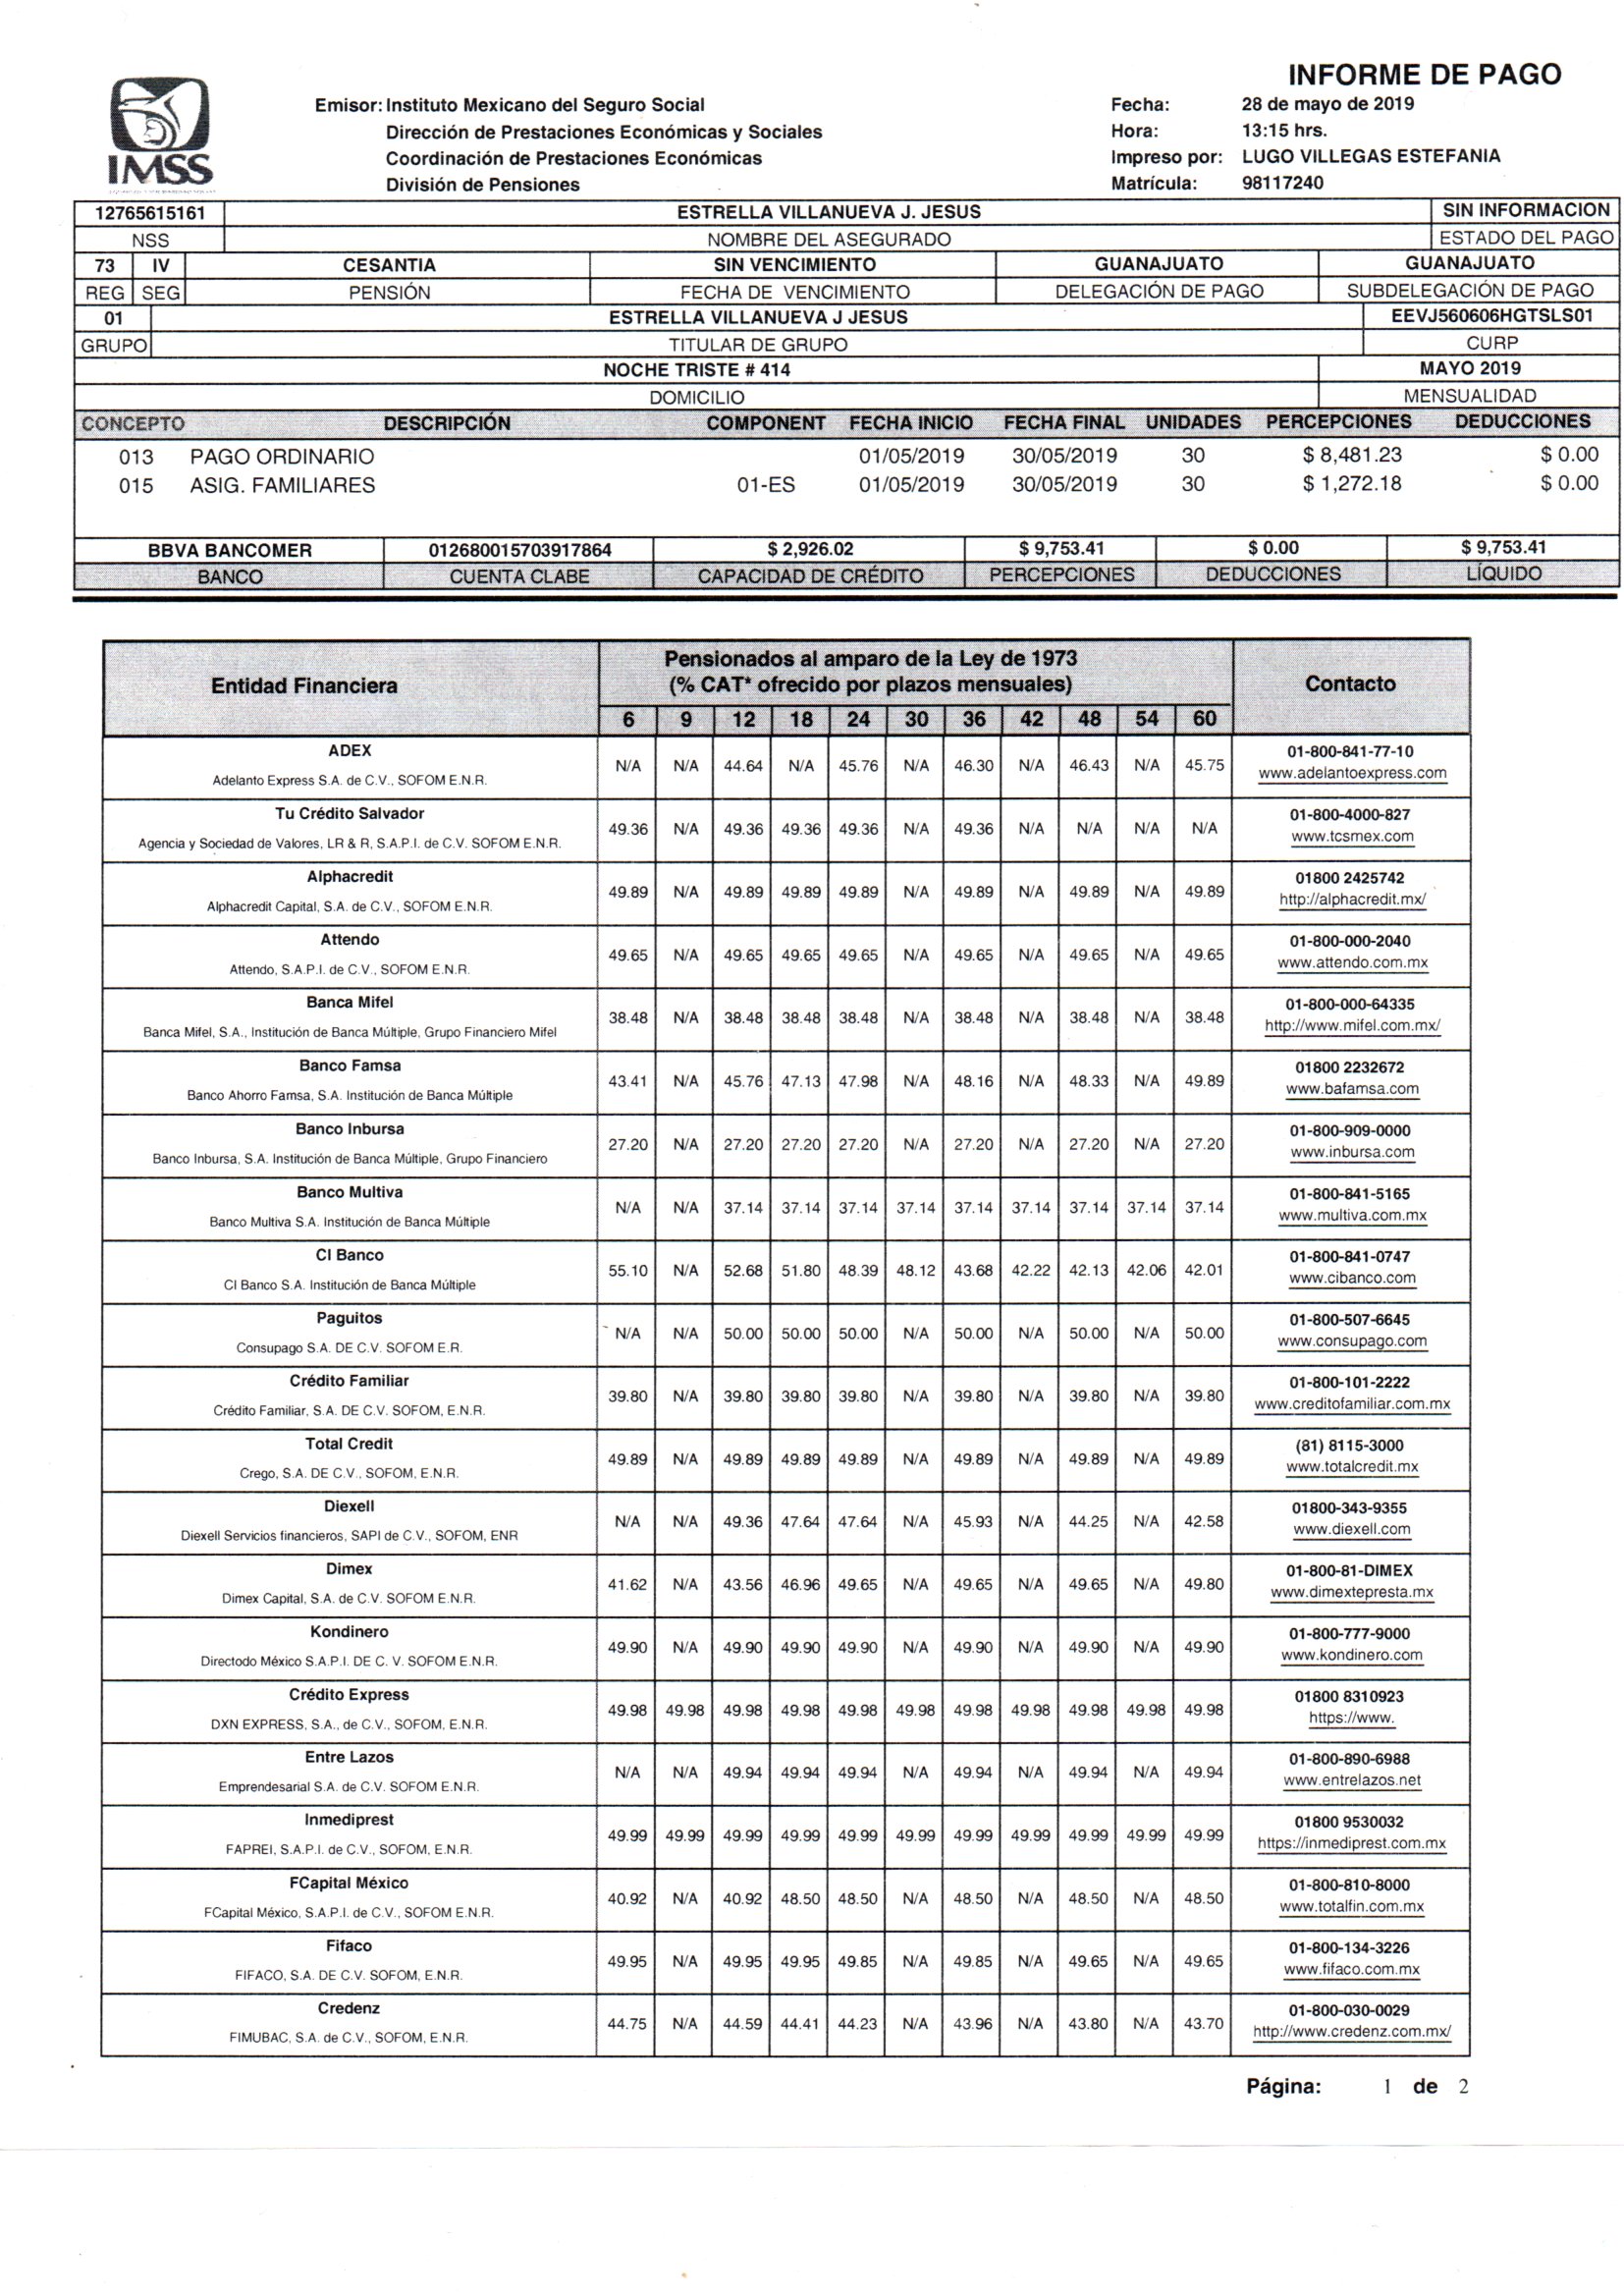 INFORME DE PAGO
IMSS
Emisor: Instituto Mexicano del Seguro Social
Dirección de Prestaciones Económicas y Sociales
Coordinación de Prestaciones Económicas
División de Pensiones
Fecha: 28 de mayo de 2019
Hora: 13:15 hrs.
Impreso por: LUGO VILLEGAS ESTEFANIA
Matrícula: 98117240
12765615161 ESTRELLA VILLANUEVA J. JESUS SIN INFORMACION
NSS NOMBRE DEL ASEGURADO ESTADO DEL PAGO
73 IV CESANTIA SIN VENCIMIENTO GUANAJUATO GUANAJUATO
REG SEG PENSIÓN FECHA DE VENCIMIENTO DELEGACIÓN DE PAGO SUBDELEGACIÓN DE PAGO
01 ESTRELLA VILLANUEVA J JESUS EEVJ560606HGTSLS01
GRUPO TITULAR DE GRUPO CURP
NOCHE TRISTE # 414 MAYO 2019
DOMICILIO MENSUALIDAD
CONCEPTO DESCRIPCIÓN COMPONENT FECHA INICIO FECHA FINAL UNIDADES PERCEPCIONES DEDUCCIONES
013 PAGO ORDINARIO 01/05/2019 30/05/2019 30 $ 8,481.23 $ 0.00
015 ASIG. FAMILIARES 01-ES 01/05/2019 30/05/2019 30 $ 1,272.18 $ 0.00
BBVA BANCOMER 012680015703917864 $ 2,926.02 $ 9,753.41 $ 0.00 $ 9,753.41
BANCO CUENTA CLABE CAPACIDAD DE CRÉDITO PERCEPCIONES DEDUCCIONES LÍQUIDO
Entidad Financiera Pensionados al amparo de la Ley de 1973 Contacto
(% CAT* ofrecido por plazos mensuales)
6 9 12 18 24 30 36 42 48 54 60
ADEX
Adelanto Express S.A. de C.V., SOFOM E.N.R.
N/A N/A 44.64 N/A 45.76 N/A 46.30 N/A 46.43 N/A 45.75
01-800-841-77-10
www.adelantoexpress.com
Tu Crédito Salvador
Agencia y Sociedad de Valores, LR & R, S.A.P.I. de C.V. SOFOM E.N.R.
49.36 N/A 49.36 49.36 49.36 N/A 49.36 N/A N/A N/A N/A
01-800-4000-827
www.tcsmex.com
Alphacredit
Alphacredit Capital, S.A. de C.V., SOFOM E.N.R.
49.89 N/A 49.89 49.89 49.89 N/A 49.89 N/A 49.89 N/A 49.89
01800 2425742
http://alphacredit.mx/
Attendo
Attendo, S.A.P.I. de C.V., SOFOM E.N.R.
49.65 N/A 49.65 49.65 49.65 N/A 49.65 N/A 49.65 N/A 49.65
01-800-000-2040
www.attendo.com.mx
Banca Mifel
Banca Mifel, S.A., Institución de Banca Múltiple, Grupo Financiero Mifel
38.48 N/A 38.48 38.48 38.48 N/A 38.48 N/A 38.48 N/A 38.48
01-800-000-64335
http://www.mifel.com.mx/
Banco Famsa
Banco Ahorro Famsa, S.A. Institución de Banca Múltiple
43.41 N/A 45.76 47.13 47.98 N/A 48.16 N/A 48.33 N/A 49.89
01800 2232672
www.bafamsa.com
Banco Inbursa
Banco Inbursa, S.A. Institución de Banca Múltiple, Grupo Financiero
27.20 N/A 27.20 27.20 27.20 N/A 27.20 N/A 27.20 N/A 27.20
01-800-909-0000
www.inbursa.com
Banco Multiva
Banco Multiva S.A. Institución de Banca Múltiple
N/A N/A 37.14 37.14 37.14 37.14 37.14 37.14 37.14 37.14 37.14
01-800-841-5165
www.multiva.com.mx
CI Banco
CI Banco S.A. Institución de Banca Múltiple
55.10 N/A 52.68 51.80 48.39 48.12 43.68 42.22 42.13 42.06 42.01
01-800-841-0747
www.cibanco.com
Paguitos
Consupago S.A. DE C.V. SOFOM E.R.
N/A N/A 50.00 50.00 50.00 N/A 50.00 N/A 50.00 N/A 50.00
01-800-507-6645
www.consupago.com
Crédito Familiar
Crédito Familiar, S.A. DE C.V. SOFOM, E.N.R.
39.80 N/A 39.80 39.80 39.80 N/A 39.80 N/A 39.80 N/A 39.80
01-800-101-2222
www.creditofamiliar.com.mx
Total Credit
Crego, S.A. DE C.V., SOFOM, E.N.R.
49.89 N/A 49.89 49.89 49.89 N/A 49.89 N/A 49.89 N/A 49.89
(81) 8115-3000
www.totalcredit.mx
Diexell
Diexell Servicios financieros, SAPI de C.V., SOFOM, ENR
N/A N/A 49.36 47.64 47.64 N/A 45.93 N/A 44.25 N/A 42.58
01800-343-9355
www.diexell.com
Dimex
Dimex Capital, S.A. de C.V. SOFOM E.N.R.
41.62 N/A 43.56 46.96 49.65 N/A 49.65 N/A 49.65 N/A 49.80
01-800-81-DIMEX
www.dimextepresta.mx
Kondinero
Directodo México S.A.P.I. DE C. V. SOFOM E.N.R.
49.90 N/A 49.90 49.90 49.90 N/A 49.90 N/A 49.90 N/A 49.90
01-800-777-9000
www.kondinero.com
Crédito Express
DXN EXPRESS, S.A., de C.V., SOFOM, E.N.R.
49.98 49.98 49.98 49.98 49.98 49.98 49.98 49.98 49.98 49.98 49.98
01800 8310923
https://www.
Entre Lazos
Emprendesarial S.A. de C.V. SOFOM E.N.R.
N/A N/A 49.94 49.94 49.94 N/A 49.94 N/A 49.94 N/A 49.94
01-800-890-6988
www.entrelazos.net
Inmediprest
FAPREI, S.A.P.I. de C.V., SOFOM, E.N.R.
49.99 49.99 49.99 49.99 49.99 49.99 49.99 49.99 49.99 49.99 49.99
01800 9530032
https://inmediprest.com.mx
FCapital México
FCapital México, S.A.P.I. de C.V., SOFOM E.N.R.
40.92 N/A 40.92 48.50 48.50 N/A 48.50 N/A 48.50 N/A 48.50
01-800-810-8000
www.totalfin.com.mx
Fifaco
FIFACO, S.A. DE C.V. SOFOM, E.N.R.
49.95 N/A 49.95 49.95 49.85 N/A 49.85 N/A 49.65 N/A 49.65
01-800-134-3226
www.fifaco.com.mx
Credenz
FIMUBAC, S.A. de C.V., SOFOM, E.N.R.
44.75 N/A 44.59 44.41 44.23 N/A 43.96 N/A 43.80 N/A 43.70
01-800-030-0029
http://www.credenz.com.mx/
Página: 1 de 2